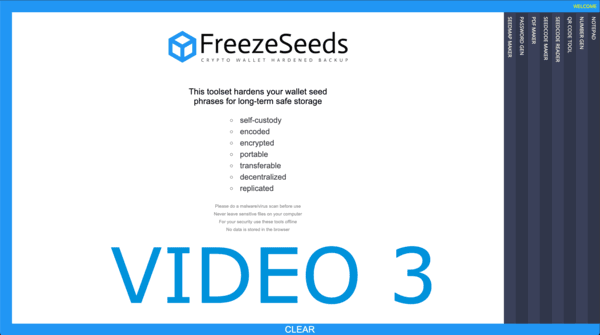 WELCOME
FreezeSeeds
CRYPTO WALLET HARDENED BACKUP
This toolset hardens your wallet seed
phrases for long-term safe storage
self-custody
encoded
encrypted
portable
transferable
decentralized
replicated
Please do a malware/virus scan before use
Never leave sensitive files on your computer
For your security use these tools offline
No data is stored in the browser
VIDEO 3
CLEAR
SEEDMAP MAKER
PASSWORD GEN
PDF MAKER
SEEDCODE MAKER
SEEDCODE READER
QR CODE TOOL
NUMBER GEN
NOTEPAD